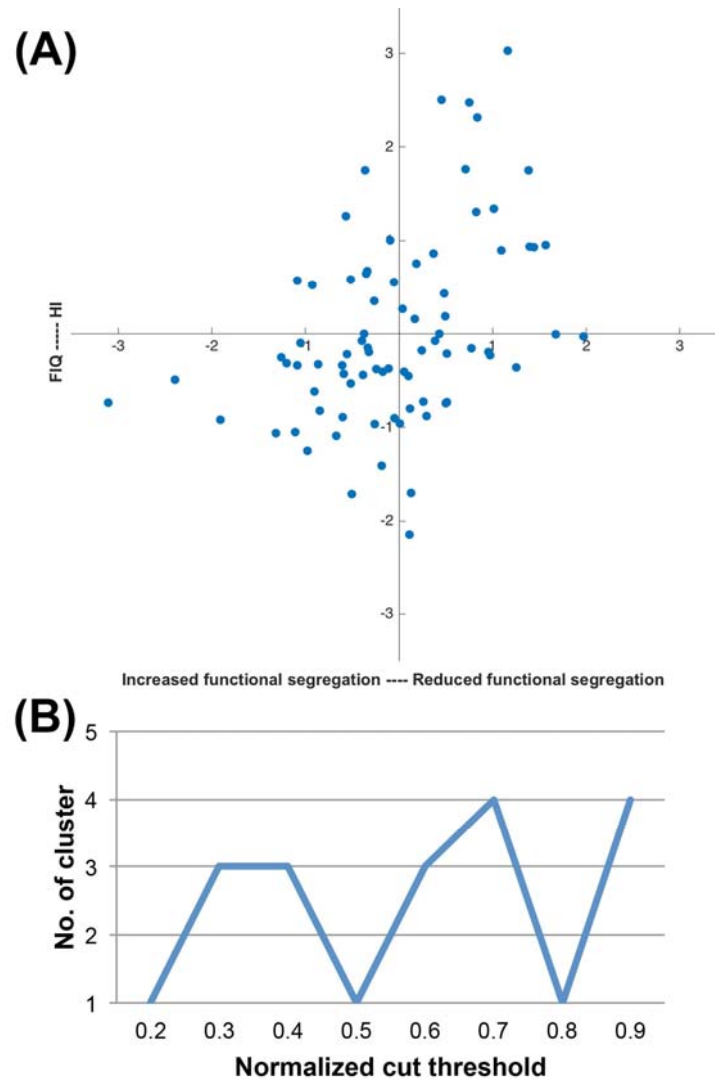 (A)
3
2
-3
-2
-1
1
2
3
-1
-2
-3
FIQ ----- HI
Increased functional segregation ---- Reduced functional segregation
(B)
5
4
3
2
1
No. of cluster
0.2 0.3 0.4 0.5 0.6 0.7 0.8 0.9
Normalized cut threshold